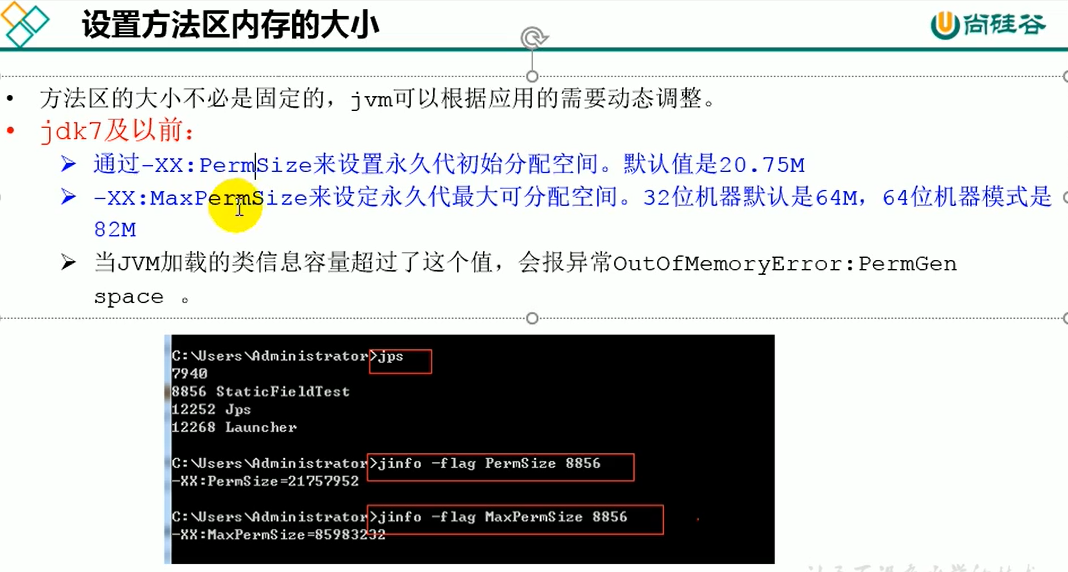 设置方法区内存的大小
尚硅谷
• 方法区的大小不必是固定的，jvm可以根据应用的需要动态调整。
• jdk7及以前：
➤ 通过-XX:PermSize来设置永久代初始分配空间。默认值是20.75M
➤ -XX:MaxPermSize来设定永久代最大可分配空间。32位机器默认是64M，64位机器模式是
82M
➤ 当JVM加载的类信息容量超过了这个值，会报异常OutOfMemoryError:PermGen
space 。
C:\Users\Administrator>jps
7940
8856 StaticFieldTest
12252 Jps
12268 Launcher
C:\Users\Administrator>jinfo -flag PermSize 8856
-XX:PermSize=21757952
C:\Users\Administrator>jinfo -flag MaxPermSize 8856
-XX:MaxPermSize=85983232